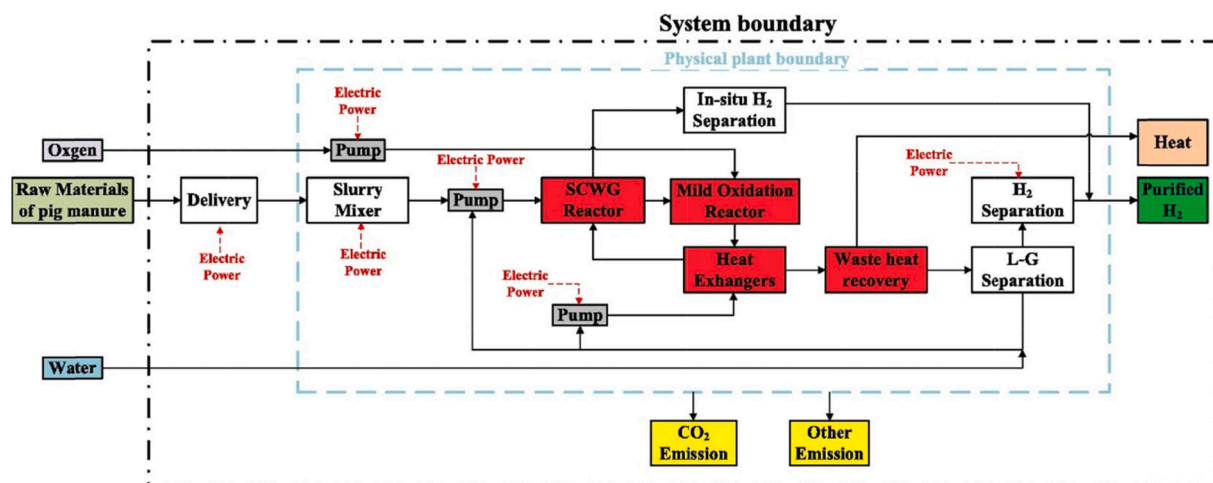 System boundary
Physical plant boundary
Electric
Power
In-situ H₂
Separation
Oxgen
Pump
Heat
Electric Power
Electric
Power
Raw Materials
of pig manure
Delivery
Slurry
Mixer
Pump
SCWG
Reactor
Mild Oxidation
Reactor
H₂
Separation
Purified
H₂
Electric
Power
Electric
Power
Heat
Exhangers
Waste heat
recovery
L-G
Separation
Electric
Power
Pump
Water
CO₂
Emission
Other
Emission